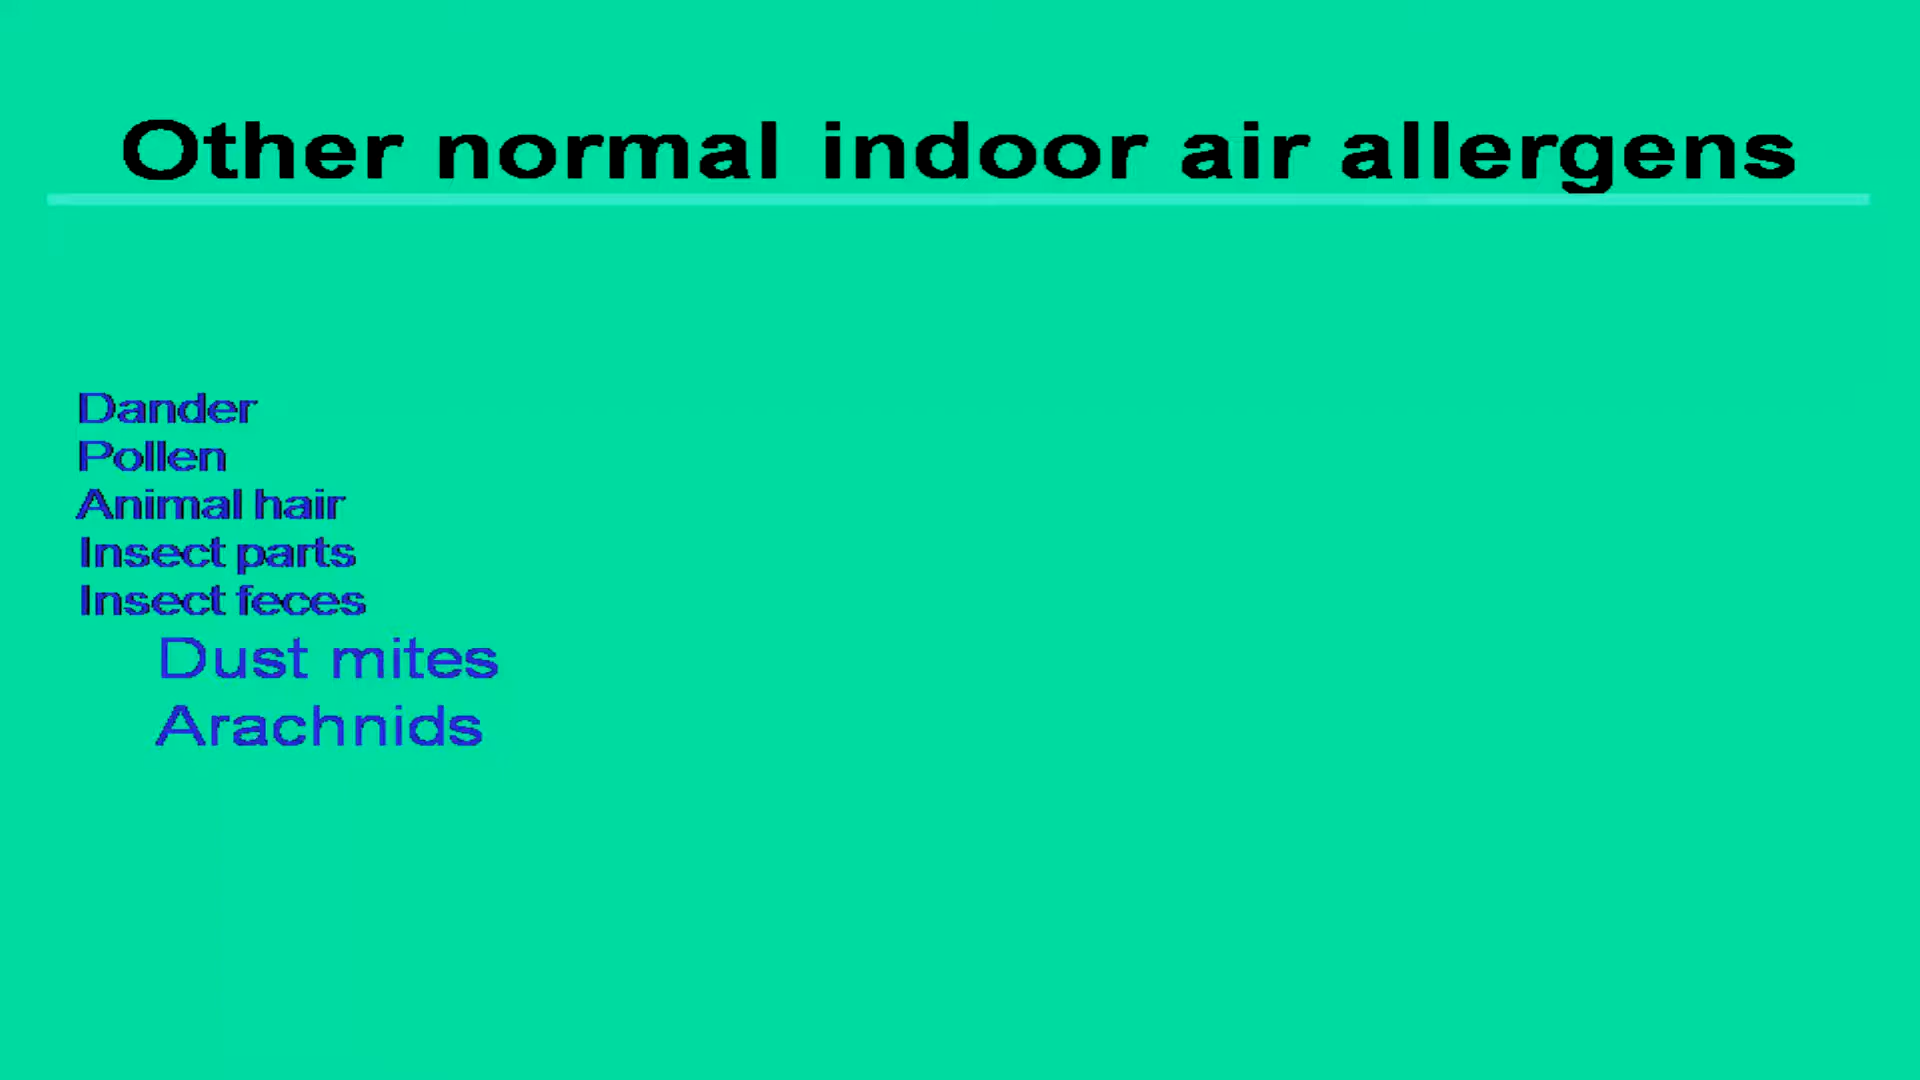 Other normal indoor air allergens
Dander
Pollen
Animal hair
Insect parts
Insect feces
Dust mites
Arachnids